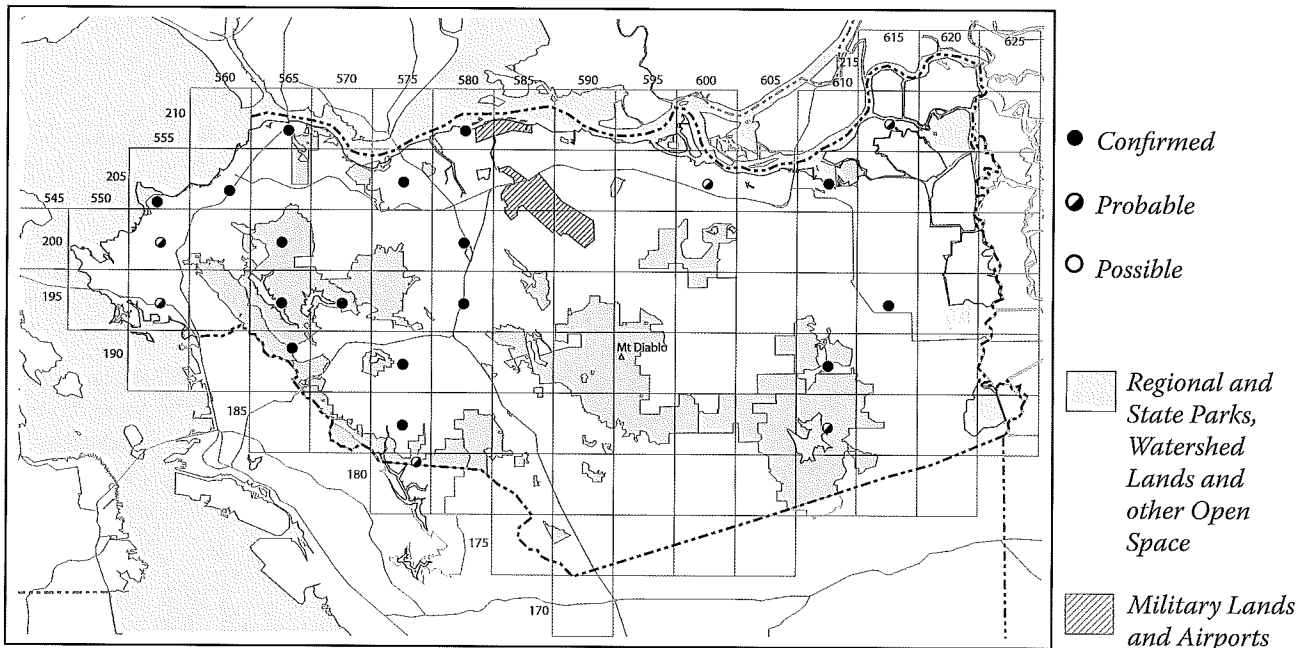 615 620 625
215
560 565 570 575 580 585 590 595 600 605 610
210
555
205
545 550
200
195
190
Mt Diablo
185
180
175
170
Confirmed
Probable
Possible
Regional and
State Parks,
Watershed
Lands and
other Open
Space
Military Lands
and Airports